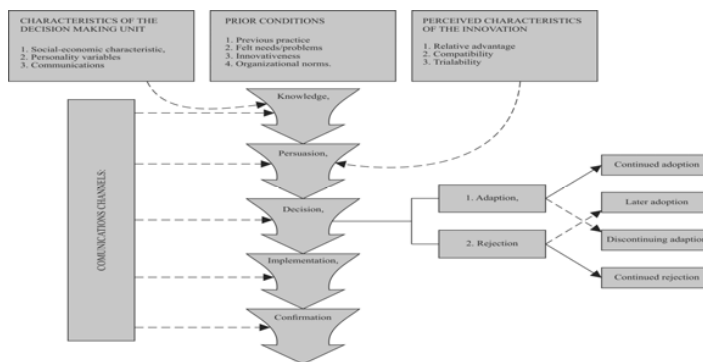 CHARACTERISTICS OF THE
DECISION MAKING UNIT
1. Social-economic characteristic,
2. Personality variables
3. Communications
PRIOR CONDITIONS
1. Previous practice
2. Felt needs/problems
3. Innovativeness
4. Organizational norms.
PERCEIVED CHARACTERISTICS
OF THE INNOVATION
1. Relative advantage
2. Compatibility
3. Trialability
COMUNICATIONS CHANNELS:
Knowledge,
Persuasion,
Decision,
Implementation,
Confirmation
1. Adaption,
2. Rejection
Continued adoption
Later adoption
Discontinuing adaption
Continued rejection